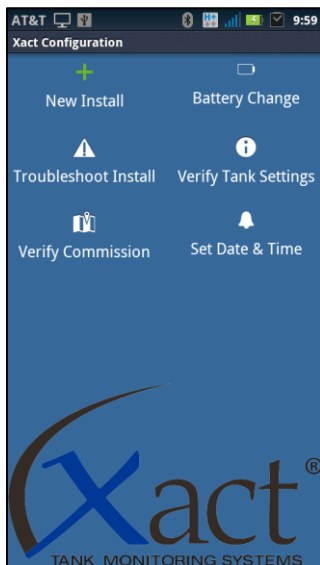 AT&T 9:59
Xact Configuration
New Install Battery Change
Troubleshoot Install Verify Tank Settings
Verify Commission Set Date & Time
Xact®
TANK MONITORING SYSTEMS